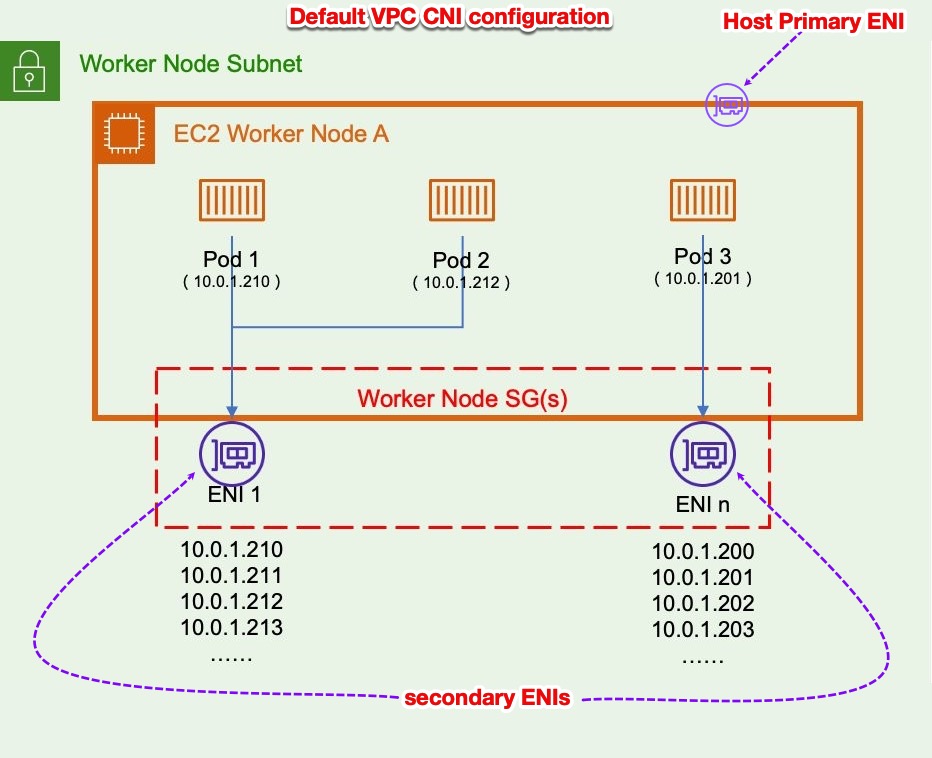 Default VPC CNI configuration
Host Primary ENI
Worker Node Subnet
EC2 Worker Node A
Pod 1
( 10.0.1.210 )
Pod 2
( 10.0.1.212 )
Pod 3
( 10.0.1.201 )
Worker Node SG(s)
ENI 1
ENI n
10.0.1.210
10.0.1.211
10.0.1.212
10.0.1.213
......
10.0.1.200
10.0.1.201
10.0.1.202
10.0.1.203
......
secondary ENIs